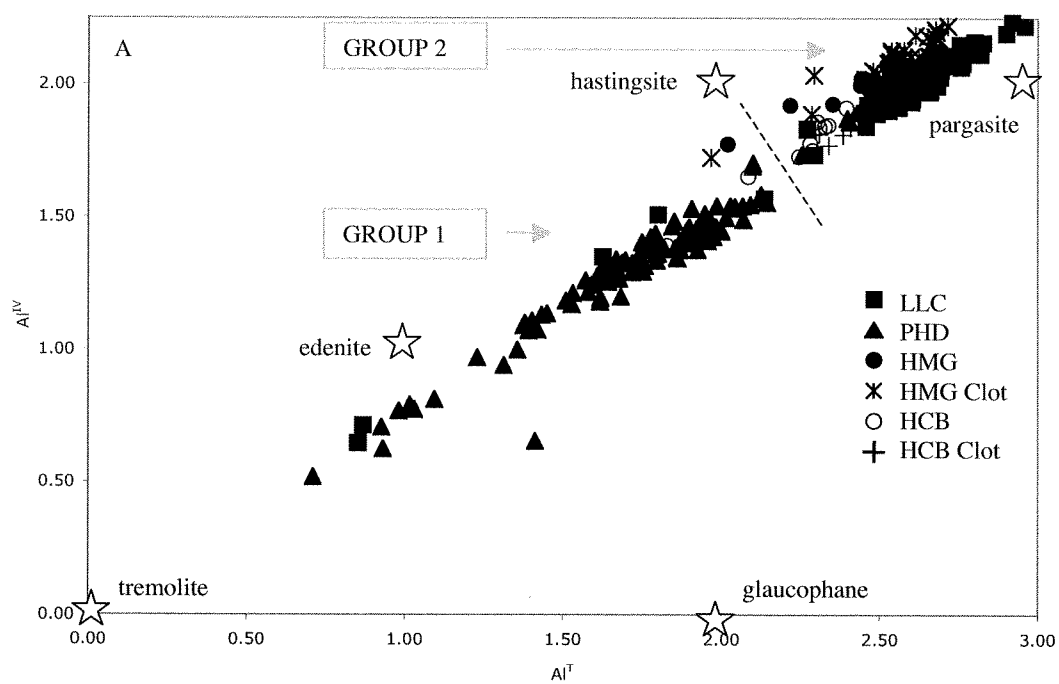 A
GROUP 2
hastingsite
pargasite
GROUP 1
edenite
LLC
PHD
HMG
HMG Clot
HCB
HCB Clot
tremolite
glaucophane
2.00
1.50
1.00
0.50
0.00
Al^IV
0.00 0.50 1.00 1.50 2.00 2.50 3.00
Al^T